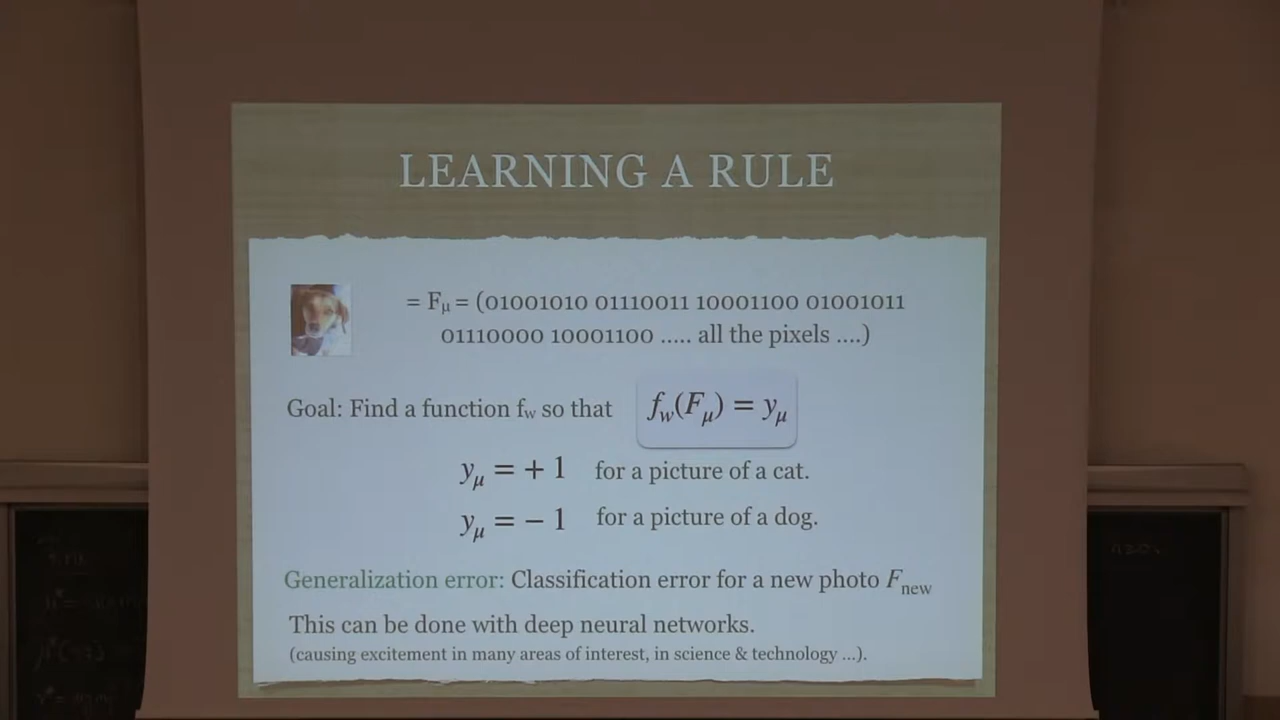 LEARNING A RULE
= Fμ = (01001010 01110011 10001100 01001011
01110000 10001100 ..... all the pixels ....)
Goal: Find a function fw so that fw(Fμ) = yμ
yμ = + 1 for a picture of a cat.
yμ = − 1 for a picture of a dog.
Generalization error: Classification error for a new photo Fnew
This can be done with deep neural networks.
(causing excitement in many areas of interest, in science & technology ...).